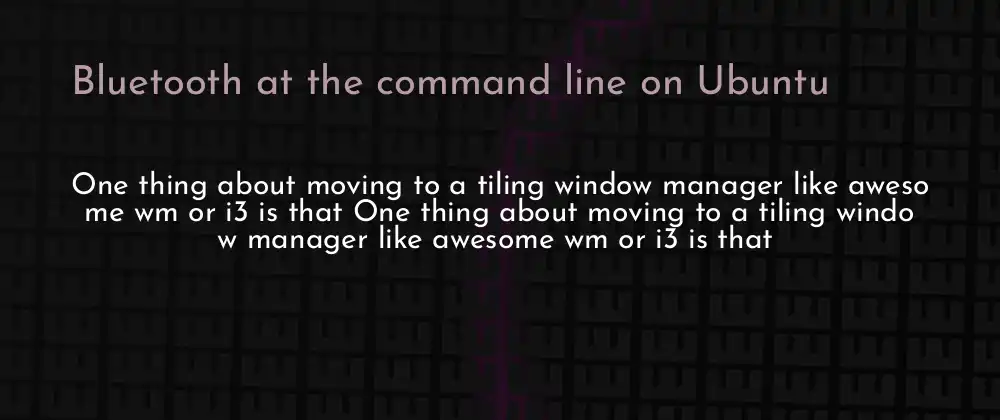 Bluetooth at the command line on Ubuntu
One thing about moving to a tiling window manager like aweso
me wm or i3 is that One thing about moving to a tiling windo
w manager like awesome wm or i3 is that